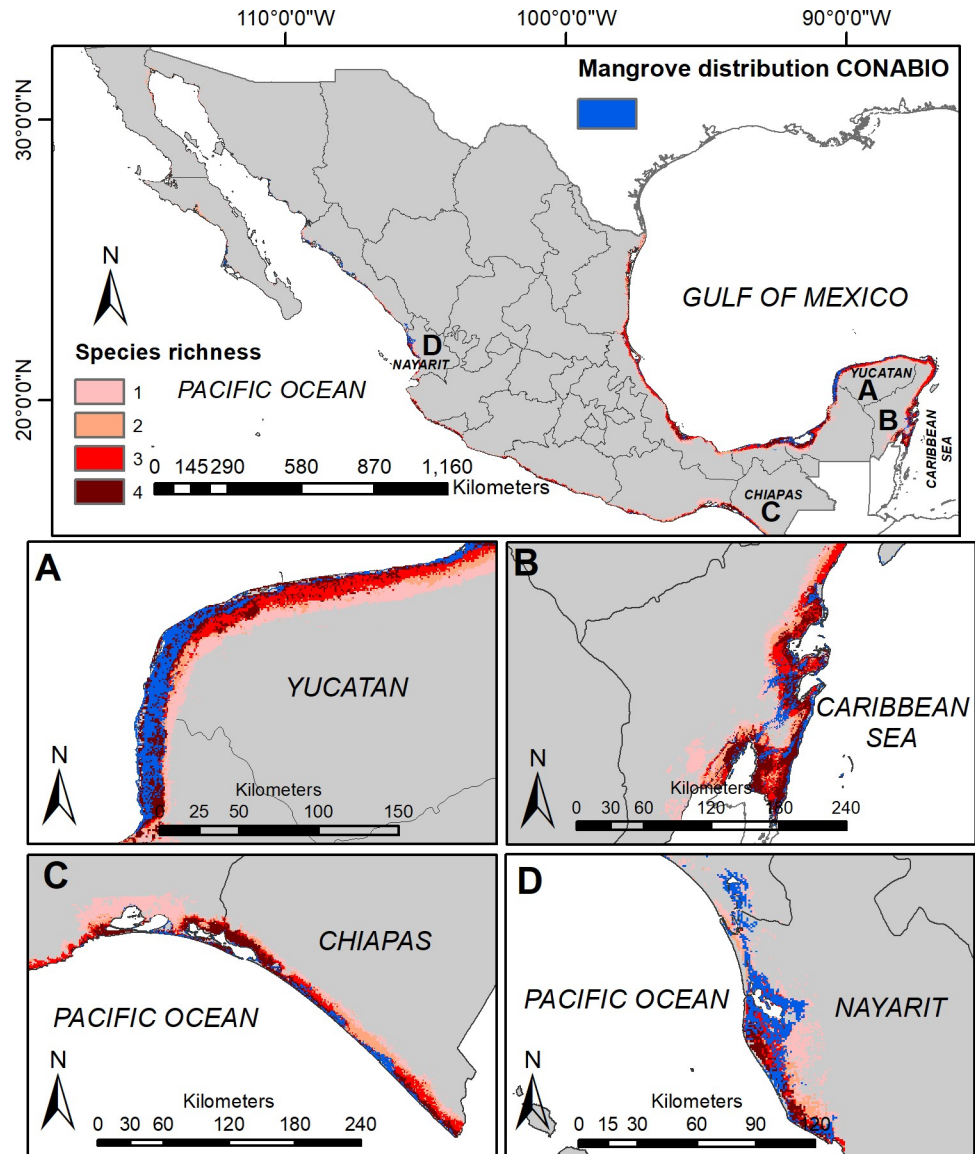 110°0'0"W 100°0'0"W 90°0'0"W
30°0'0"N
20°0'0"N
Mangrove distribution CONABIO
N
GULF OF MEXICO
D
NAYARIT
Species richness
PACIFIC OCEAN
1
2
3
4
0 145 290 580 870 1,160
Kilometers
YUCATAN
A
B
CARIBBEAN
SEA
CHIAPAS
C
A
YUCATAN
N
Kilometers
0 25 50 100 150
B
CARIBBEAN
SEA
N
Kilometers
0 30 60 120 180 240
C
CHIAPAS
PACIFIC OCEAN
N
Kilometers
0 30 60 120 180 240
D
PACIFIC OCEAN
NAYARIT
N
Kilometers
0 15 30 60 90 120